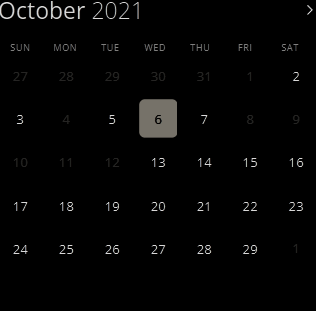 October 2021
SUN MON TUE WED THU FRI SAT
27 28 29 30 31 1 2
3 4 5 6 7 8 9
10 11 12 13 14 15 16
17 18 19 20 21 22 23
24 25 26 27 28 29 1